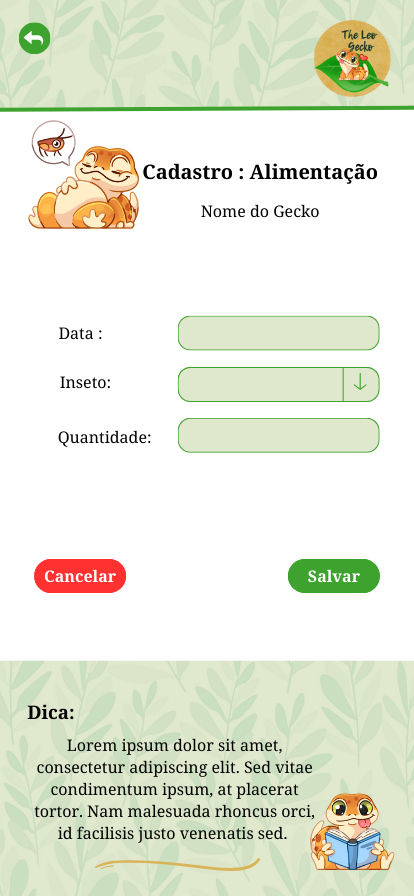 The Leo
Gecko
Cadastro : Alimentação
Nome do Gecko
Data :
Inseto:
Quantidade:
Cancelar
Salvar
Dica:
Lorem ipsum dolor sit amet,
consectetur adipiscing elit. Sed vitae
condimentum ipsum, at placerat
tortor. Nam malesuada rhoncus orci,
id facilisis justo venenatis sed.